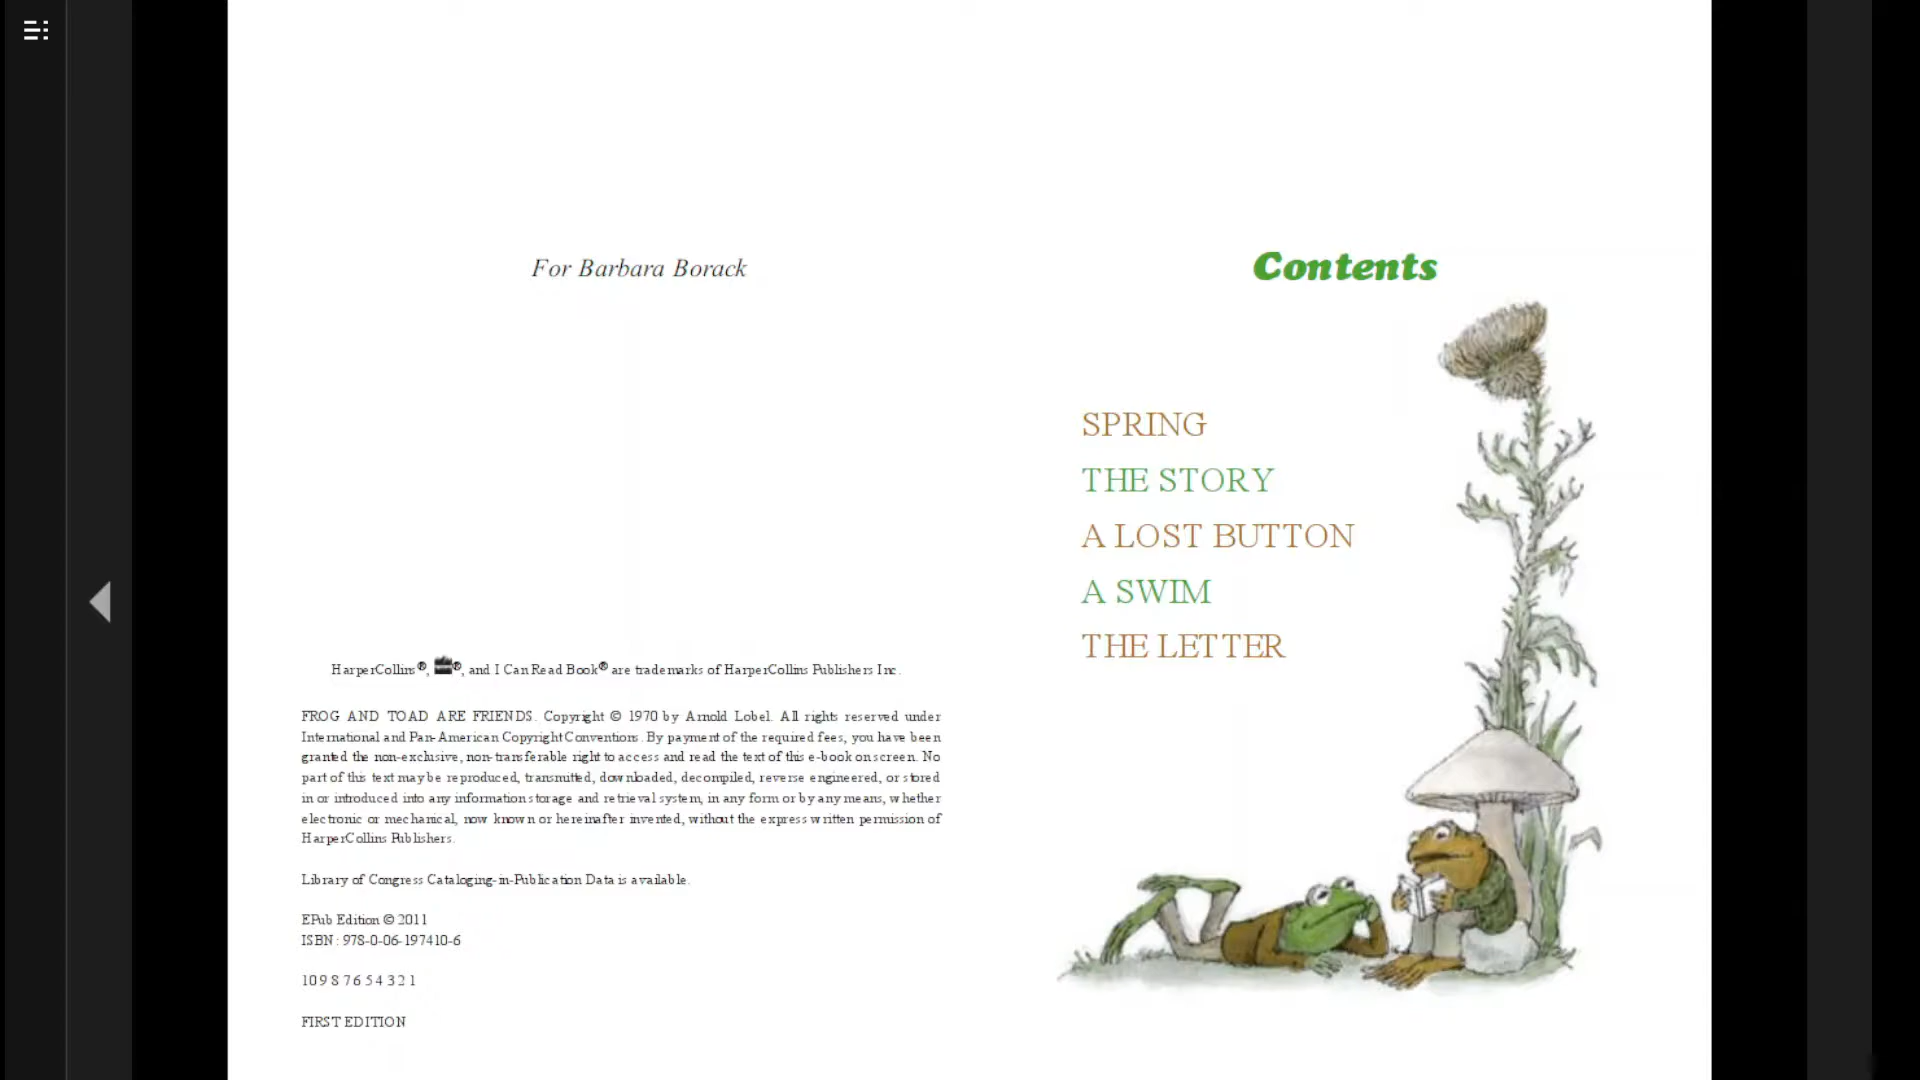 For Barbara Borack
HarperCollins®, ®, and I Can Read Book® are trademarks of HarperCollins Publishers Inc.
FROG AND TOAD ARE FRIENDS. Copyright © 1970 by Arnold Lobel. All rights reserved under
International and Pan-American Copyright Conventions. By payment of the required fees, you have been
granted the non-exclusive, non-transferable right to access and read the text of this e-book on screen. No
part of this text may be reproduced, transmitted, downloaded, decompiled, reverse engineered, or stored
in or introduced into any information storage and retrieval system, in any form or by any means, whether
electronic or mechanical, now known or hereinafter invented, without the express written permission of
HarperCollins Publishers.
Library of Congress Cataloging-in-Publication Data is available.
EPub Edition © 2011
ISBN: 978-0-06-197410-6
10 9 8 7 6 5 4 3 2 1
FIRST EDITION
Contents
SPRING
THE STORY
A LOST BUTTON
A SWIM
THE LETTER